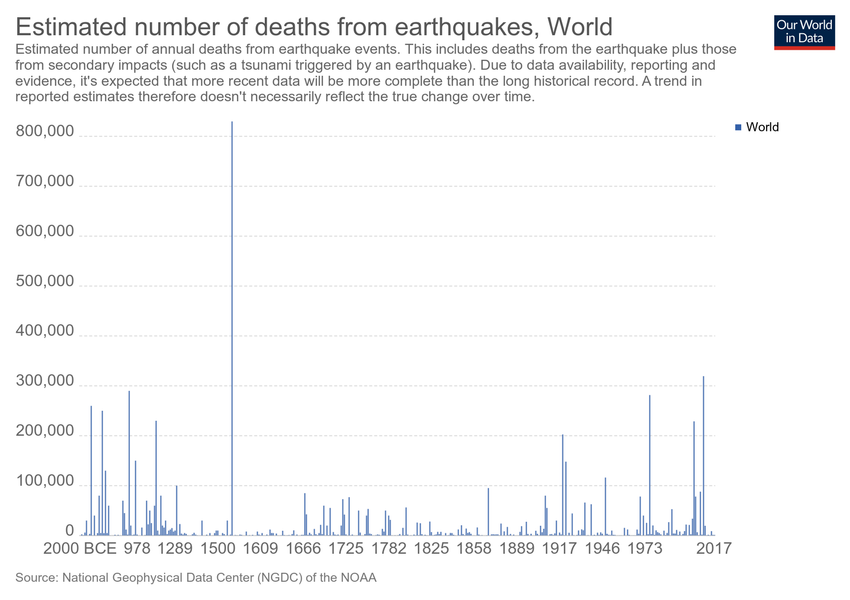 Estimated number of deaths from earthquakes, World
Our World
in Data
Estimated number of annual deaths from earthquake events. This includes deaths from the earthquake plus those
from secondary impacts (such as a tsunami triggered by an earthquake). Due to data availability, reporting and
evidence, it's expected that more recent data will be more complete than the long historical record. A trend in
reported estimates therefore doesn't necessarily reflect the true change over time.
World
800,000
700,000
600,000
500,000
400,000
300,000
200,000
100,000
0
2000 BCE 978 1289 1500 1609 1666 1725 1782 1825 1858 1889 1917 1946 1973 2017
Source: National Geophysical Data Center (NGDC) of the NOAA